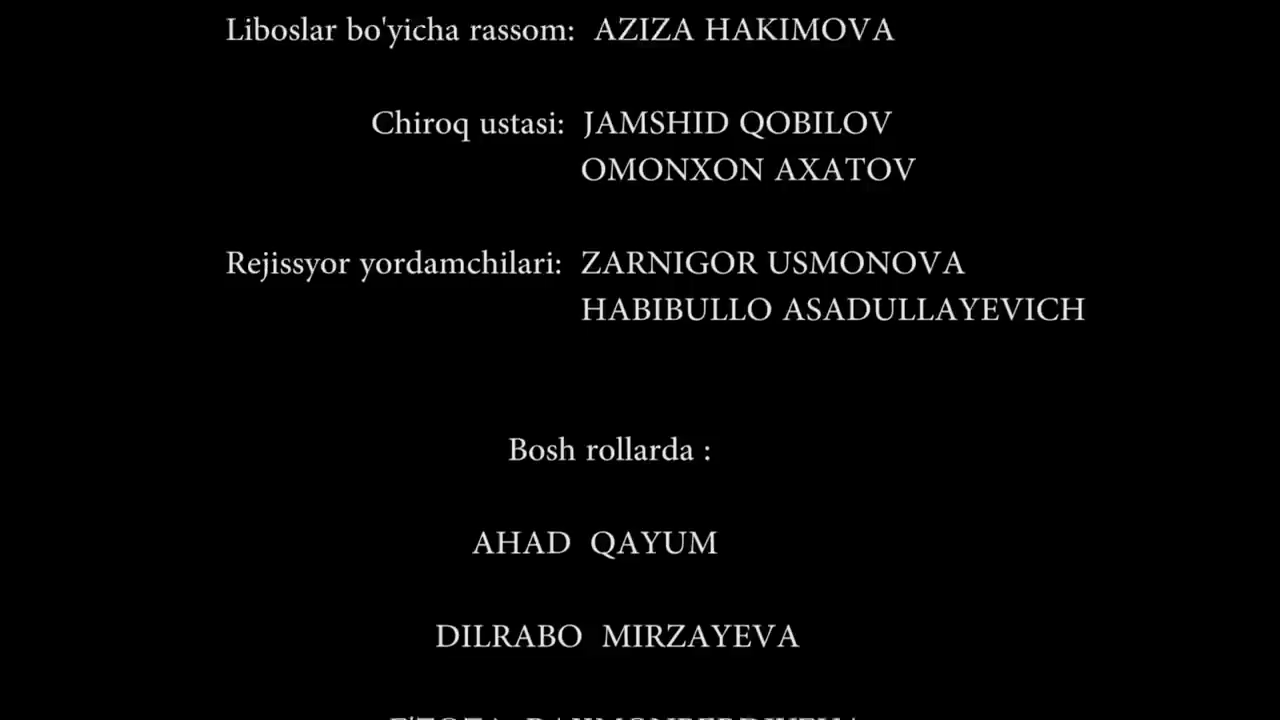 Liboslar bo'yicha rassom: AZIZA HAKIMOVA
Chiroq ustasi: JAMSHID QOBILOV
OMONXON AXATOV
Rejissyor yordamchilari: ZARNIGOR USMONOVA
HABIBULLO ASADULLAYEVICH
Bosh rollarda :
AHAD QAYUM
DILRABO MIRZAYEVA